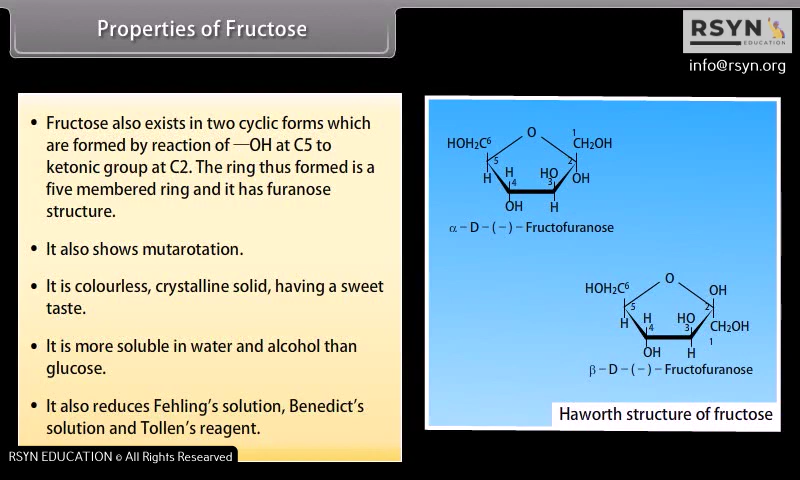 Properties of Fructose
RSYN
EDUCATION
info@rsyn.org
• Fructose also exists in two cyclic forms which
are formed by reaction of —OH at C5 to
ketonic group at C2. The ring thus formed is a
five membered ring and it has furanose
structure.
• It also shows mutarotation.
• It is colourless, crystalline solid, having a sweet
taste.
• It is more soluble in water and alcohol than
glucose.
• It also reduces Fehling's solution, Benedict's
solution and Tollen's reagent.
O 1
HOH₂C⁶ CH₂OH
5 2
H H HO OH
4 3
OH H
α – D – ( – ) – Fructofuranose
O
HOH₂C⁶ OH
5 2
H H HO CH₂OH
4 3 1
OH H
β – D – ( – ) – Fructofuranose
Haworth structure of fructose
RSYN EDUCATION © All Rights Researved